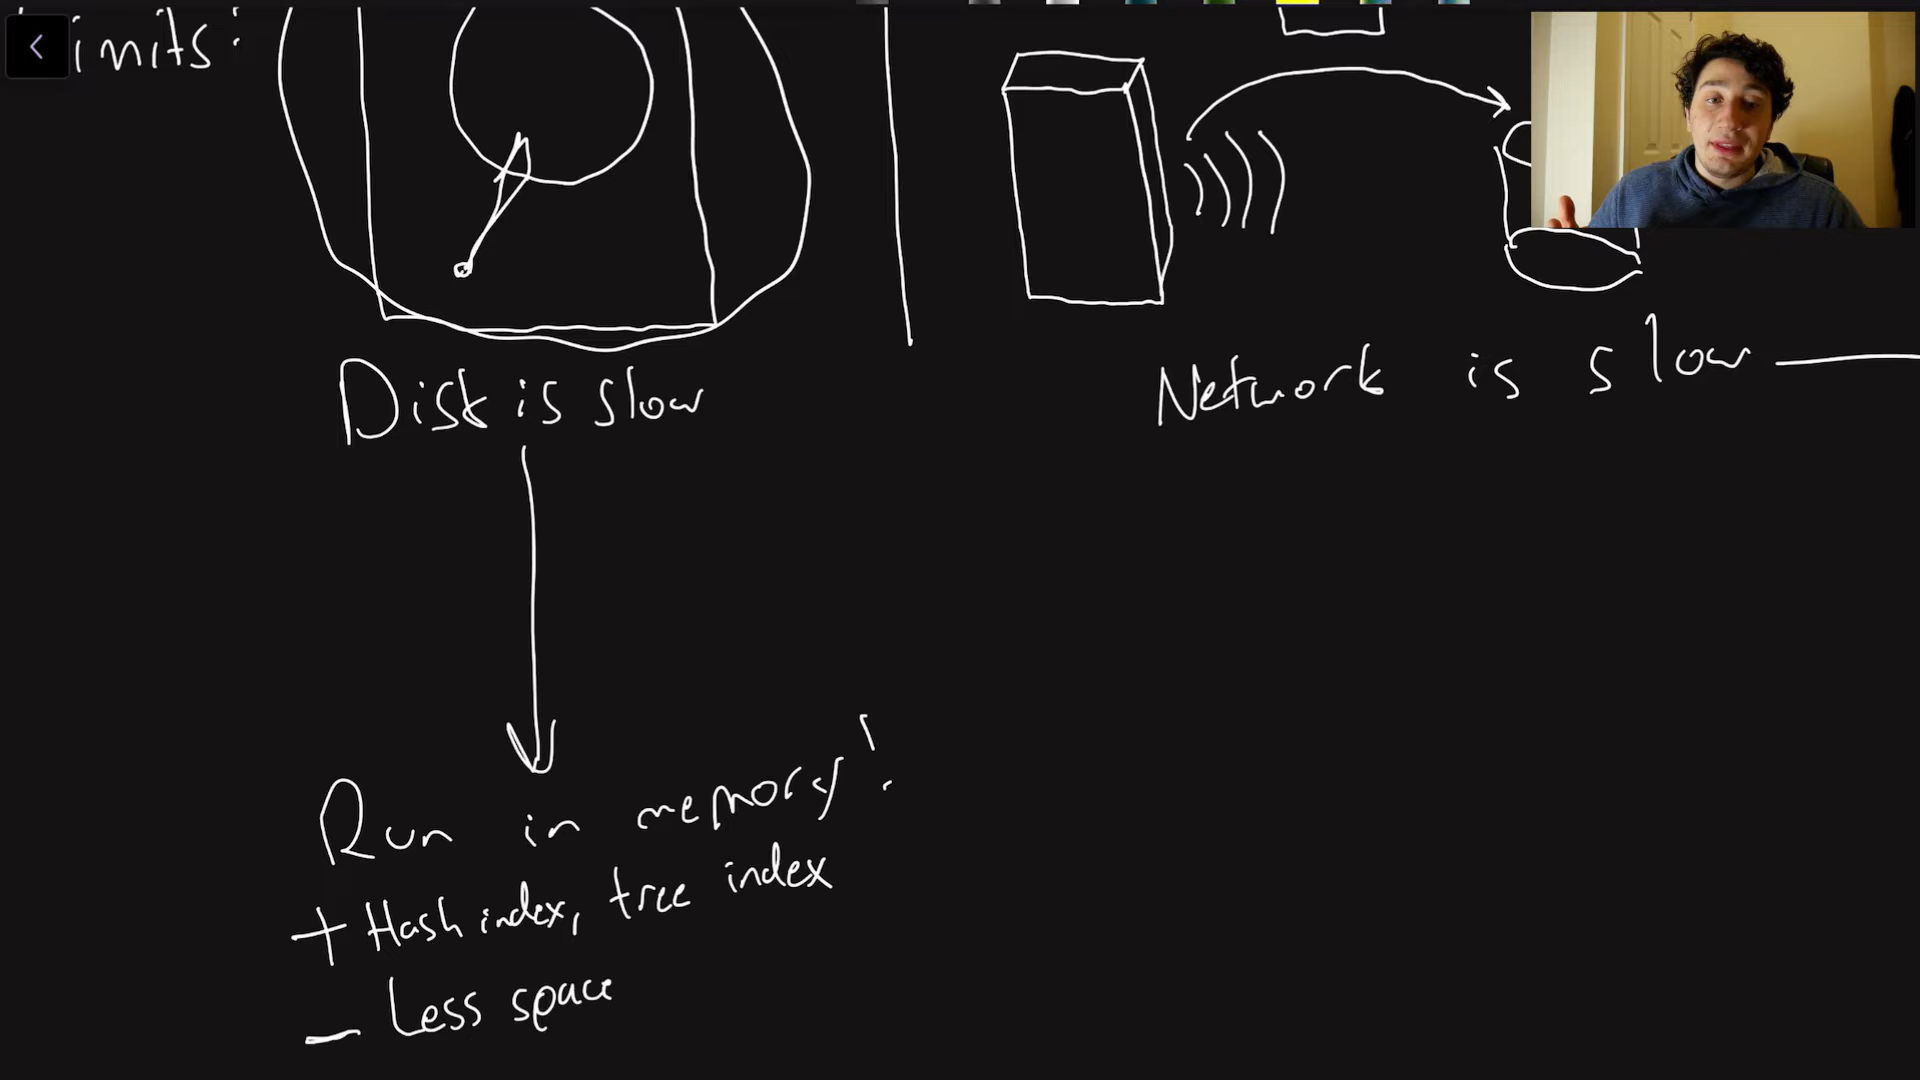 imits:
Disk is slow
Network is slow
Run in memory!
+ Hash index, tree index
- Less space